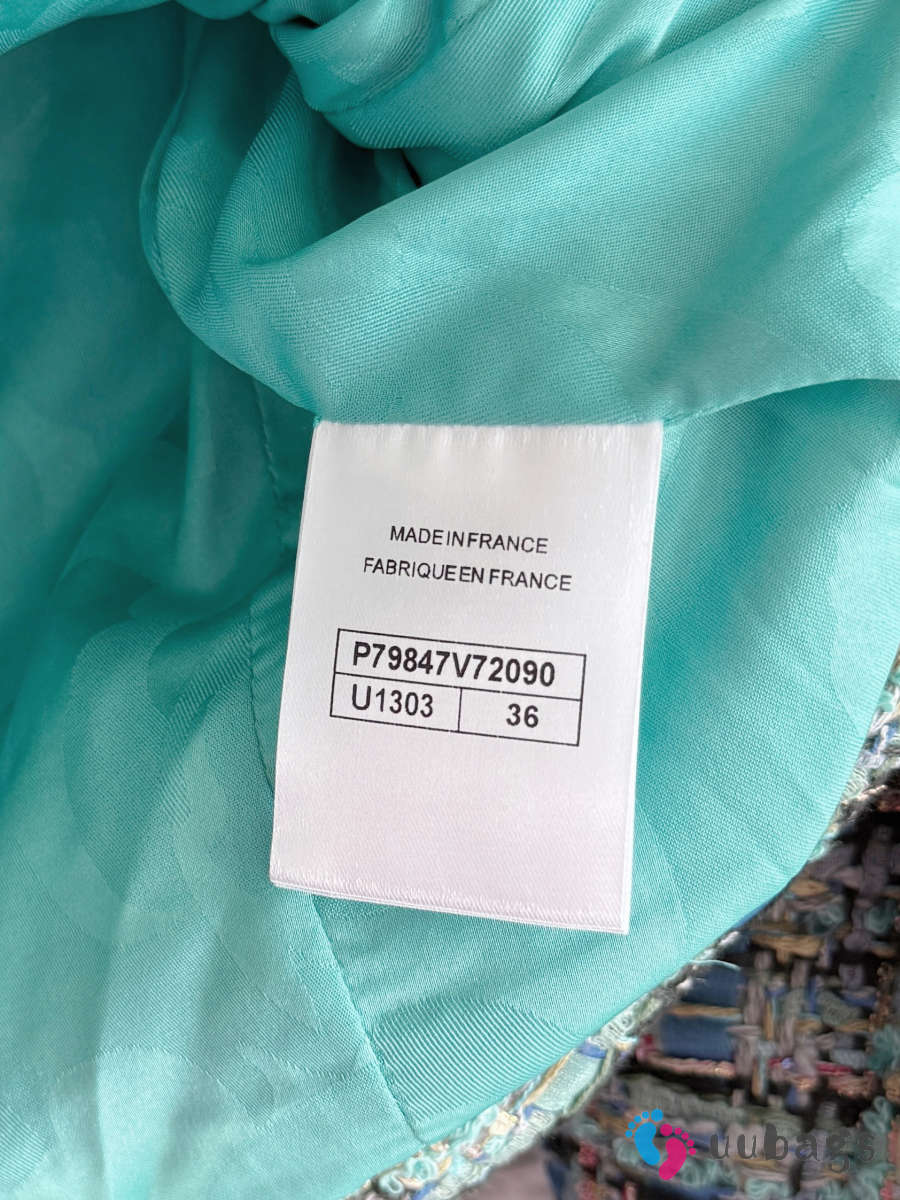 MADE IN FRANCE
FABRIQUE EN FRANCE
P79847V72090
U1303 36
uubags